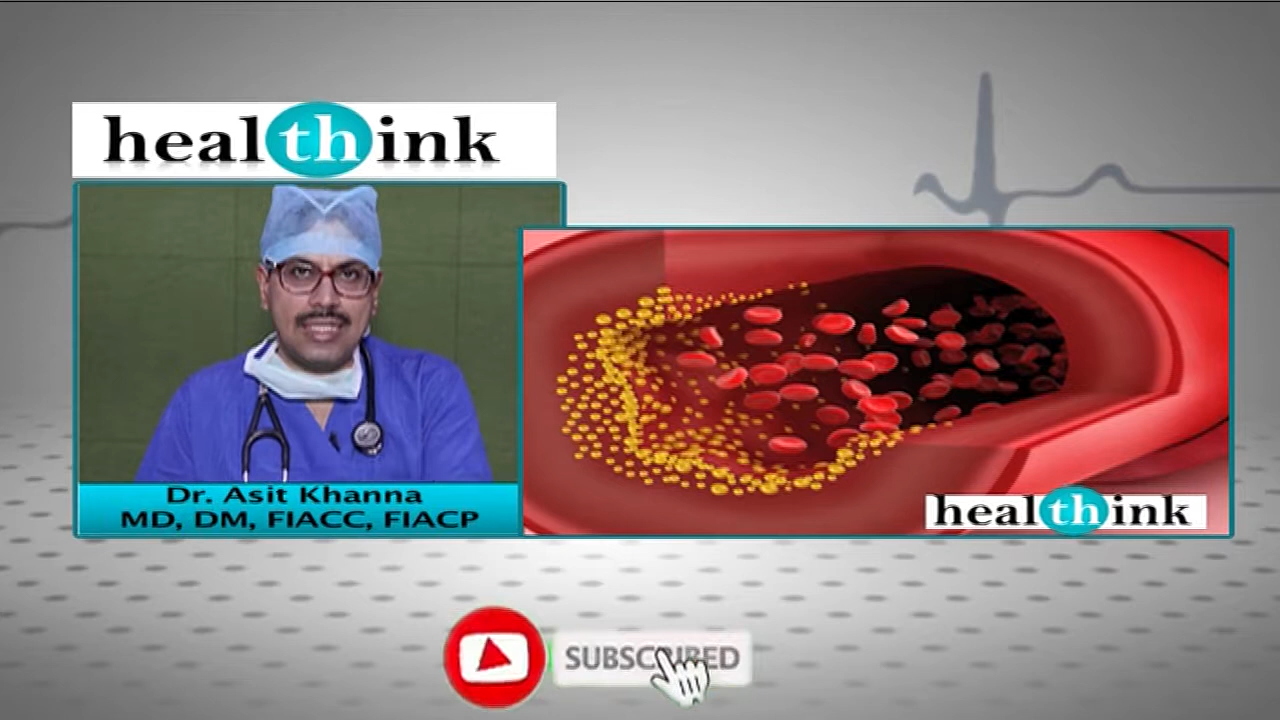 healthink
Dr. Asit Khanna
MD, DM, FIACC, FIACP
healthink
SUBSCRIBED